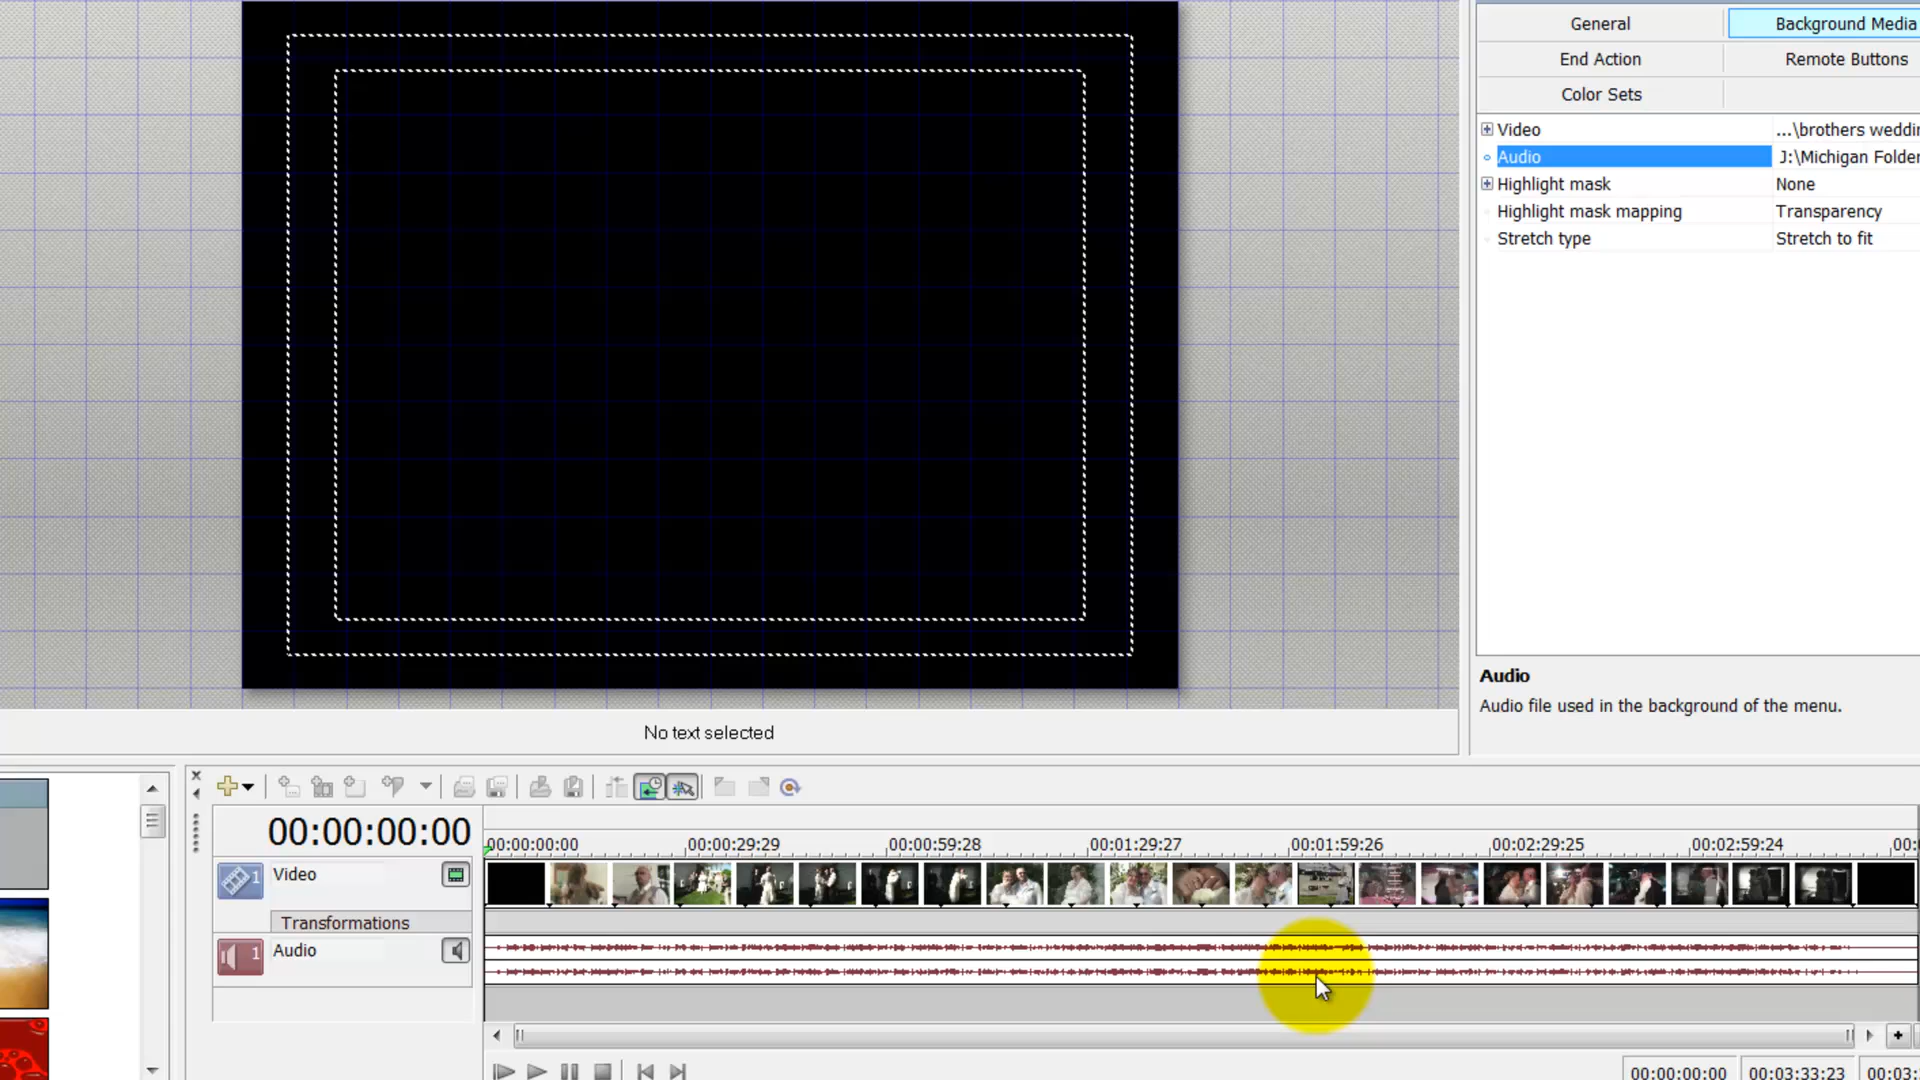 General
Background Media
End Action
Remote Buttons
Color Sets
Video ...\brothers
Audio J:\Michigan
Highlight mask None
Highlight mask mapping Transparency
Stretch type Stretch to fit
Audio
Audio file used in the background of the menu.
No text selected
00:00:00:00
00:00:00:00 00:00:29:29 00:00:59:28 00:01:29:27 00:01:59:26 00:02:29:25 00:02:59:24
1 Video
Transformations
1 Audio
00:00:00:00 00:03:33:23